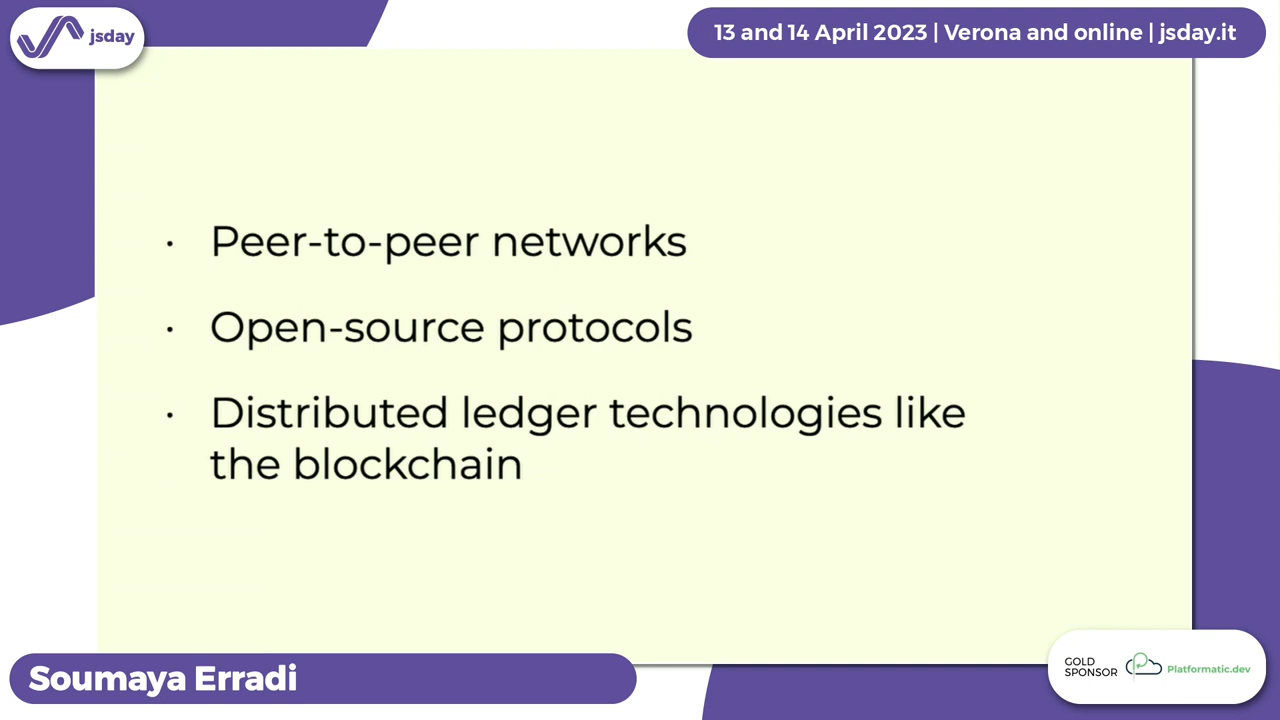 jsday
13 and 14 April 2023 | Verona and online | jsday.it
· Peer-to-peer networks
· Open-source protocols
· Distributed ledger technologies like
the blockchain
Soumaya Erradi
GOLD
SPONSOR
Platformatic.dev